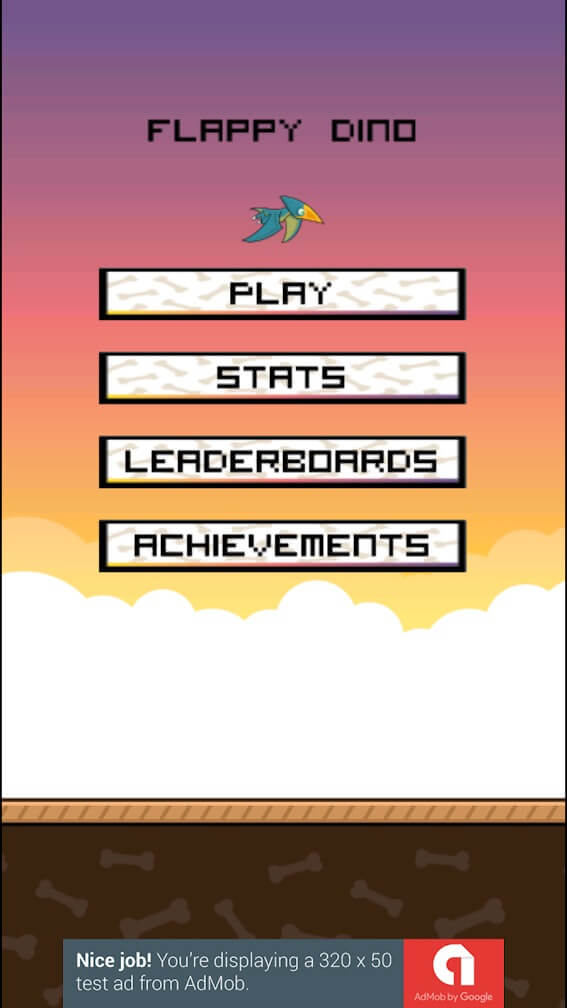 FLAPPY DINO
PLAY
STATS
LEADERBOARDS
ACHIEVEMENTS
Nice job! You're displaying a 320 x 50
test ad from AdMob.
AdMob by Google